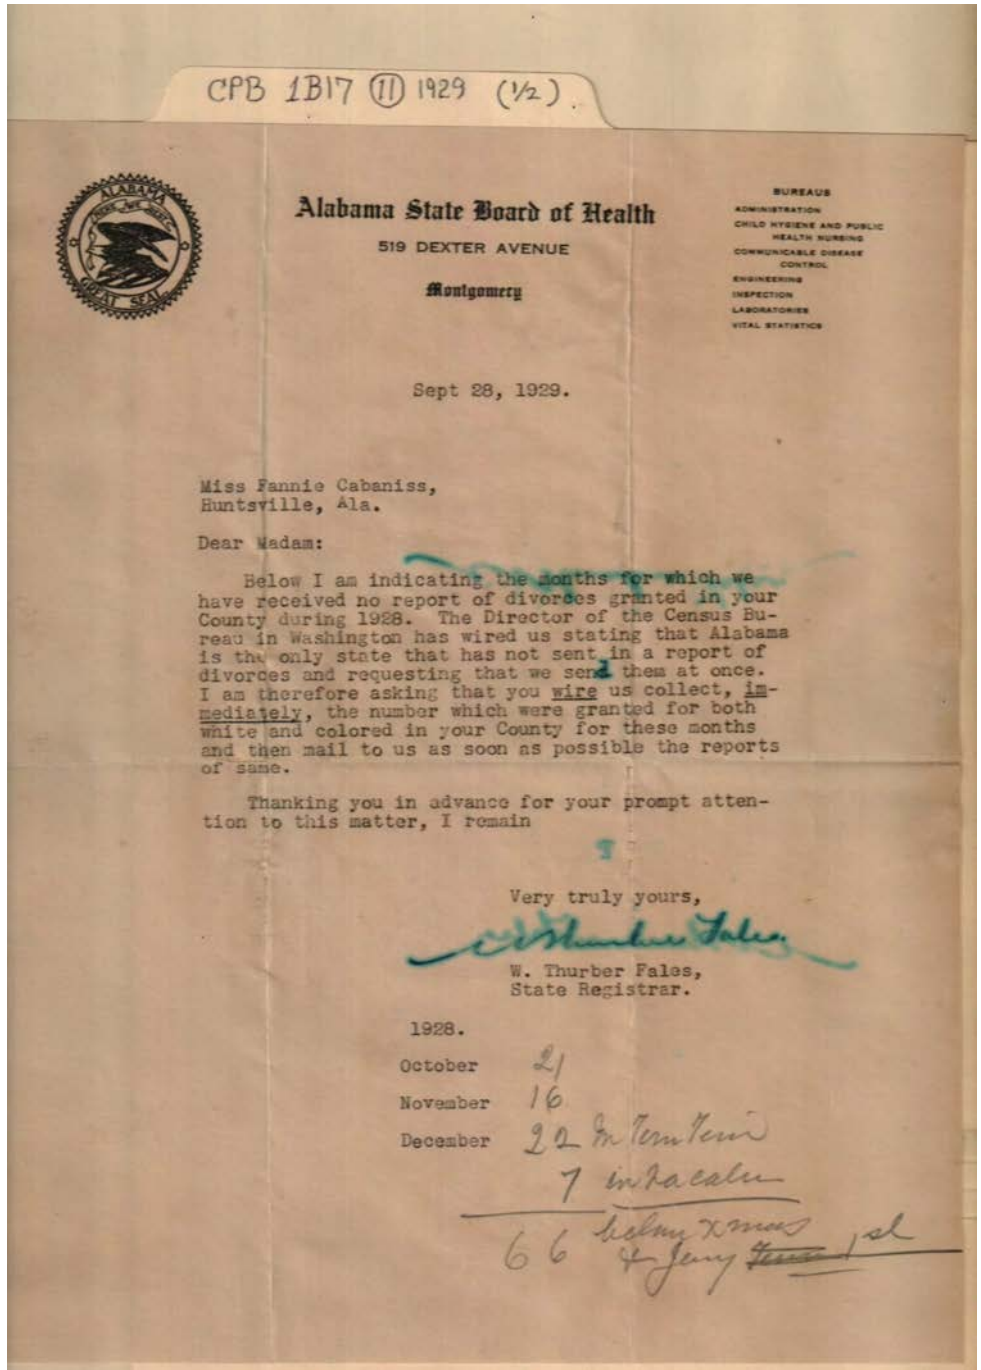 CPB 1B17 (11) 1929 (1/2).
ALABAMA
GREAT SEAL
Alabama State Board of Health
519 DEXTER AVENUE
Montgomery
BUREAUS
ADMINISTRATION
CHILD HYGIENE AND PUBLIC
HEALTH NURSING
COMMUNICABLE DISEASE
CONTROL
ENGINEERING
INSPECTION
LABORATORIES
VITAL STATISTICS
Sept 28, 1929.
Miss Fannie Cabaniss,
Huntsville, Ala.
Dear Madam:
Below I am indicating the months for which we
have received no report of divorces granted in your
County during 1928. The Director of the Census Bu-
reau in Washington has wired us stating that Alabama
is the only state that has not sent in a report of
divorces and requesting that we send them at once.
I am therefore asking that you wire us collect, im-
mediately, the number which were granted for both
white and colored in your County for these months
and then mail to us as soon as possible the reports
of same.
Thanking you in advance for your prompt atten-
tion to this matter, I remain
Very truly yours,
W Thurber Fales.
W. Thurber Fales,
State Registrar.
1928.
October 21
November 16
December 22 In Term Time
7 in
66 Xmas
& 1st